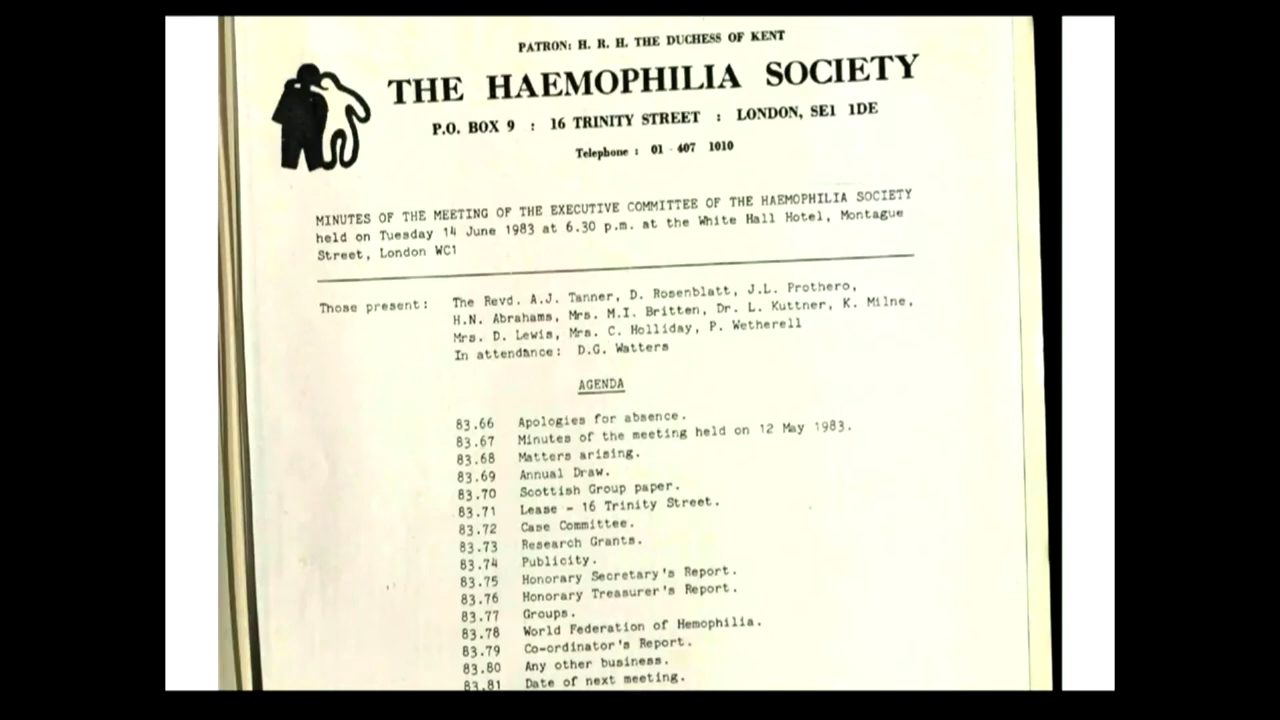 PATRON: H. R. H. THE DUCHESS OF KENT
THE HAEMOPHILIA SOCIETY
P.O. BOX 9 : 16 TRINITY STREET : LONDON, SE1 1DE
Telephone : 01 - 407 1010
MINUTES OF THE MEETING OF THE EXECUTIVE COMMITTEE OF THE HAEMOPHILIA SOCIETY
held on Tuesday 14 June 1983 at 6.30 p.m. at the White Hall Hotel, Montague
Street, London WC1
Those present: The Revd. A.J. Tanner, D. Rosenblatt, J.L. Prothero,
H.N. Abrahams, Mrs. M.I. Britten, Dr. L. Kuttner, K. Milne,
Mrs. D. Lewis, Mrs. C. Holliday, P. Wetherell
In attendance: D.G. Watters
AGENDA
83.66 Apologies for absence.
83.67 Minutes of the meeting held on 12 May 1983.
83.68 Matters arising.
83.69 Annual Draw.
83.70 Scottish Group paper.
83.71 Lease - 16 Trinity Street.
83.72 Case Committee.
83.73 Research Grants.
83.74 Publicity.
83.75 Honorary Secretary's Report.
83.76 Honorary Treasurer's Report.
83.77 Groups.
83.78 World Federation of Hemophilia.
83.79 Co-ordinator's Report.
83.80 Any other business.
83.81 Date of next meeting.